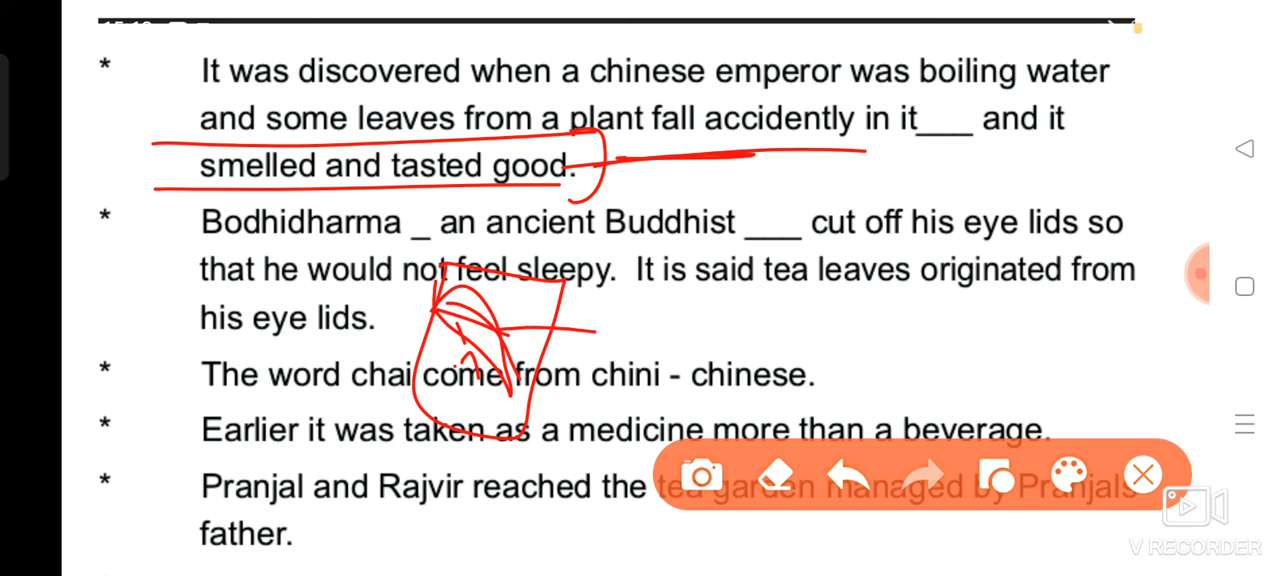 * It was discovered when a chinese emperor was boiling water
and some leaves from a plant fall accidently in it___ and it
smelled and tasted good.
* Bodhidharma _ an ancient Buddhist ___ cut off his eye lids so
that he would not feel sleepy. It is said tea leaves originated from
his eye lids.
* The word chai come from chini - chinese.
* Earlier it was taken as a medicine more than a beverage.
* Pranjal and Rajvir reached the tea garden managed by Pranjals
father.
V RECORDER